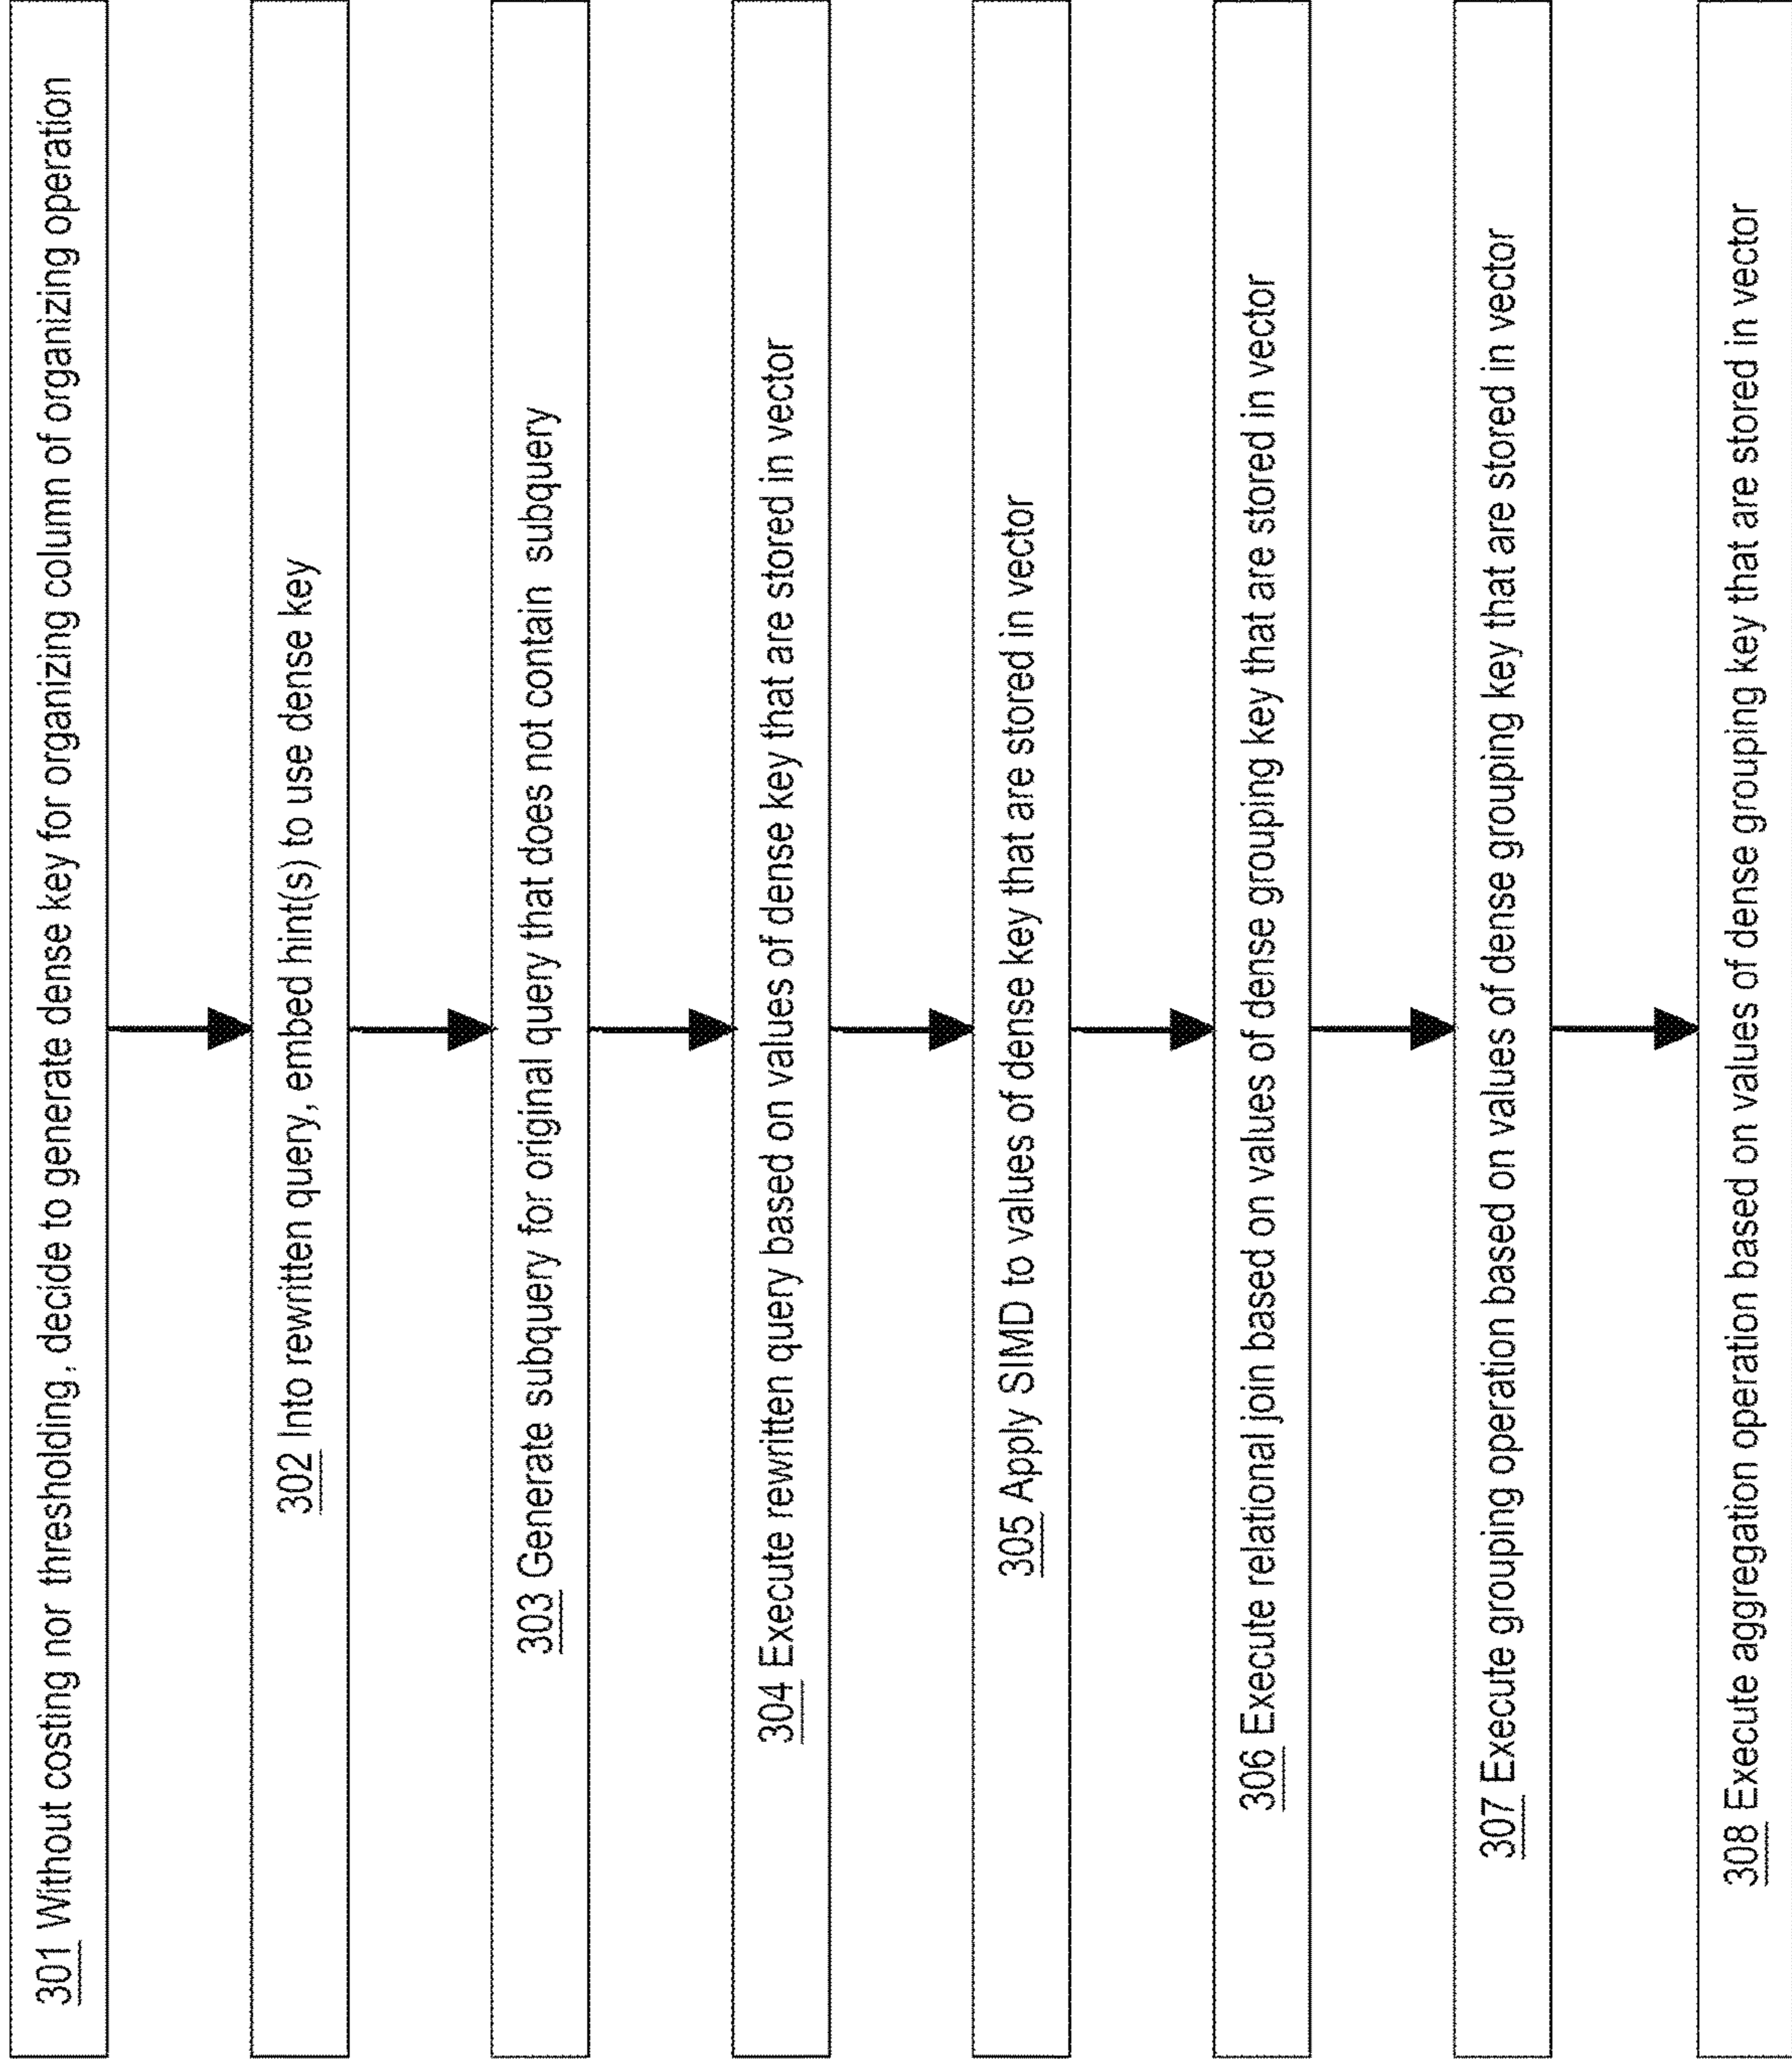 301 Without costing nor thresholding, decide to generate dense key for organizing column of organizing operation
302 Into rewritten query, embed hint(s) to use dense key
303 Generate subquery for original query that does not contain subquery
304 Execute rewritten query based on values of dense key that are stored in vector
305 Apply SIMD to values of dense key that are stored in vector
306 Execute relational join based on values of dense grouping key that are stored in vector
307 Execute grouping operation based on values of dense grouping key that are stored in vector
308 Execute aggregation operation based on values of dense grouping key that are stored in vector